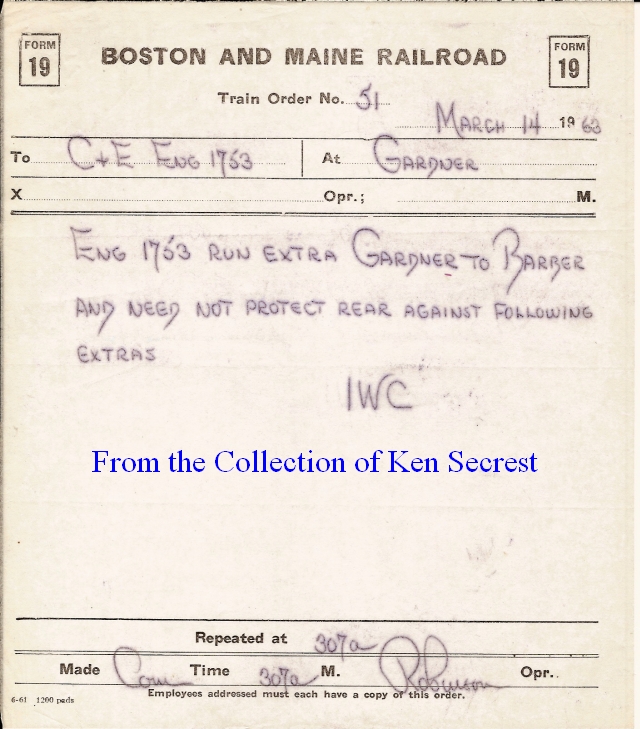 FORM 19 BOSTON AND MAINE RAILROAD FORM 19
Train Order No. 51
MARCH 14 1963
To C+E ENG 1753 At GARDNER
X Opr.; M.
ENG 1753 RUN EXTRA GARDNER TO BARBER
AND NEED NOT PROTECT REAR AGAINST FOLLOWING
EXTRAS
IWC
From the Collection of Ken Secrest
Repeated at 307a
Made Com Time 307a M. Robinson Opr.
6-61 1200 pads Employees addressed must each have a copy of this order.